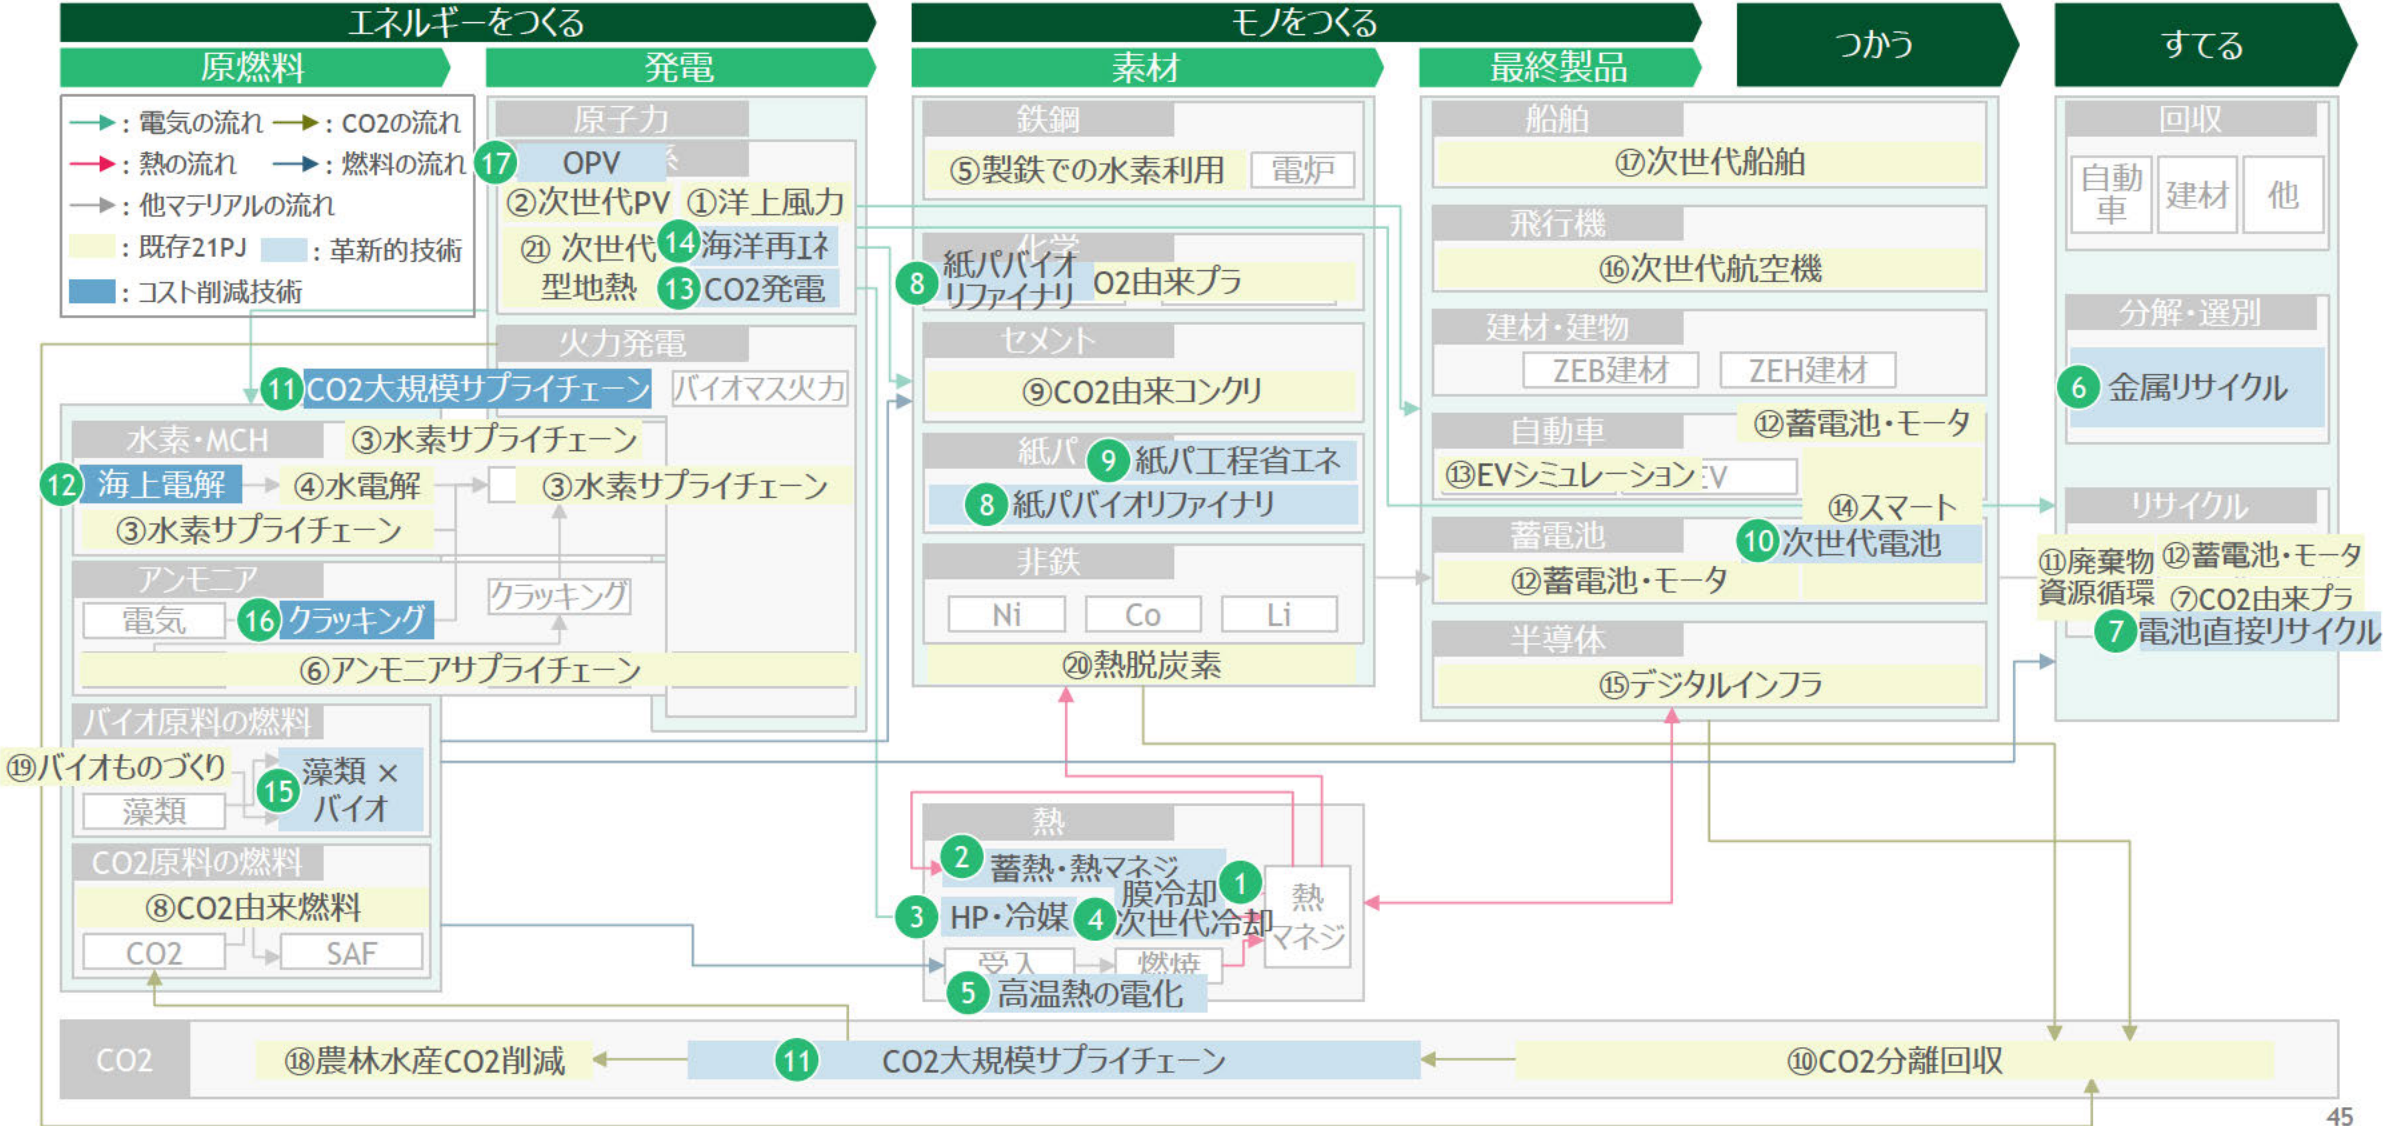 エネルギーをつくる
モノをつくる
つかう
すてる
原燃料
発電
素材
最終製品
: 電気の流れ
: CO2の流れ
: 熱の流れ
: 燃料の流れ
: 他マテリアルの流れ
: 既存21PJ
: 革新的技術
: コスト削減技術
原子力
系
17 OPV
②次世代PV
①洋上風力
㉑ 次世代
型地熱
14 海洋再エネ
13 CO2発電
火力発電
11 CO2大規模サプライチェーン
バイオマス火力
水素・MCH
③水素サプライチェーン
12 海上電解
④水電解
③水素サプライチェーン
③水素サプライチェーン
アンモニア
電気
16 クラッキング
クラッキング
⑥アンモニアサプライチェーン
バイオ原料の燃料
⑲バイオものづくり
藻類
15 藻類 ×
バイオ
CO2原料の燃料
⑧CO2由来燃料
CO2
SAF
鉄鋼
⑤製鉄での水素利用
電炉
化学
8 紙パバイオ
リファイナリ
O2由来プラ
セメント
⑨CO2由来コンクリ
紙パ
9 紙パ工程省エネ
8 紙パバイオリファイナリ
非鉄
Ni
Co
Li
⑳熱脱炭素
熱
2 蓄熱・熱マネジ
膜冷却 1
3 HP・冷媒
4 次世代冷却
熱
マネジ
受入
燃焼
5 高温熱の電化
船舶
⑰次世代船舶
飛行機
⑯次世代航空機
建材・建物
ZEB建材
ZEH建材
自動車
⑫蓄電池・モータ
⑬EVシミュレーション
EV
⑭スマート
蓄電池
10 次世代電池
⑫蓄電池・モータ
半導体
⑮デジタルインフラ
回収
自動
車
建材
他
分解・選別
6 金属リサイクル
リサイクル
⑪廃棄物
資源循環
⑫蓄電池・モータ
⑦CO2由来プラ
7 電池直接リサイクル
CO2
⑱農林水産CO2削減
11 CO2大規模サプライチェーン
⑩CO2分離回収
45